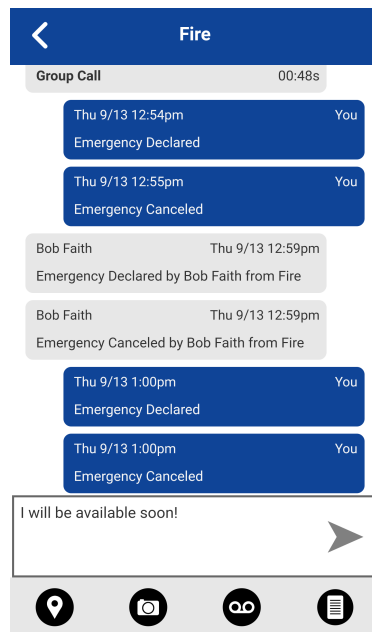 Fire
Group Call 00:48s
Thu 9/13 12:54pm You
Emergency Declared
Thu 9/13 12:55pm You
Emergency Canceled
Bob Faith Thu 9/13 12:59pm
Emergency Declared by Bob Faith from Fire
Bob Faith Thu 9/13 12:59pm
Emergency Canceled by Bob Faith from Fire
Thu 9/13 1:00pm You
Emergency Declared
Thu 9/13 1:00pm You
Emergency Canceled
I will be available soon!